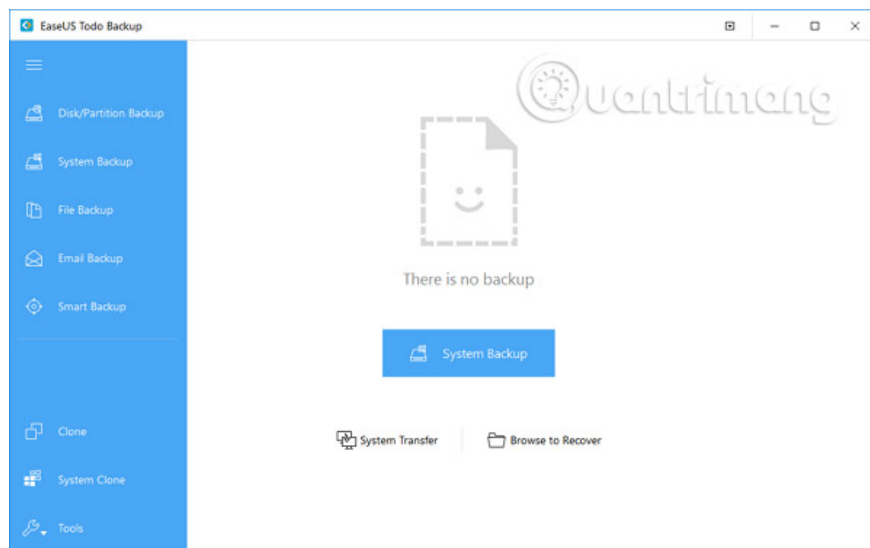 EaseUS Todo Backup
Quantrimang
Disk/Partition Backup
System Backup
File Backup
Email Backup
Smart Backup
There is no backup
System Backup
System Transfer
Browse to Recover
Clone
System Clone
Tools